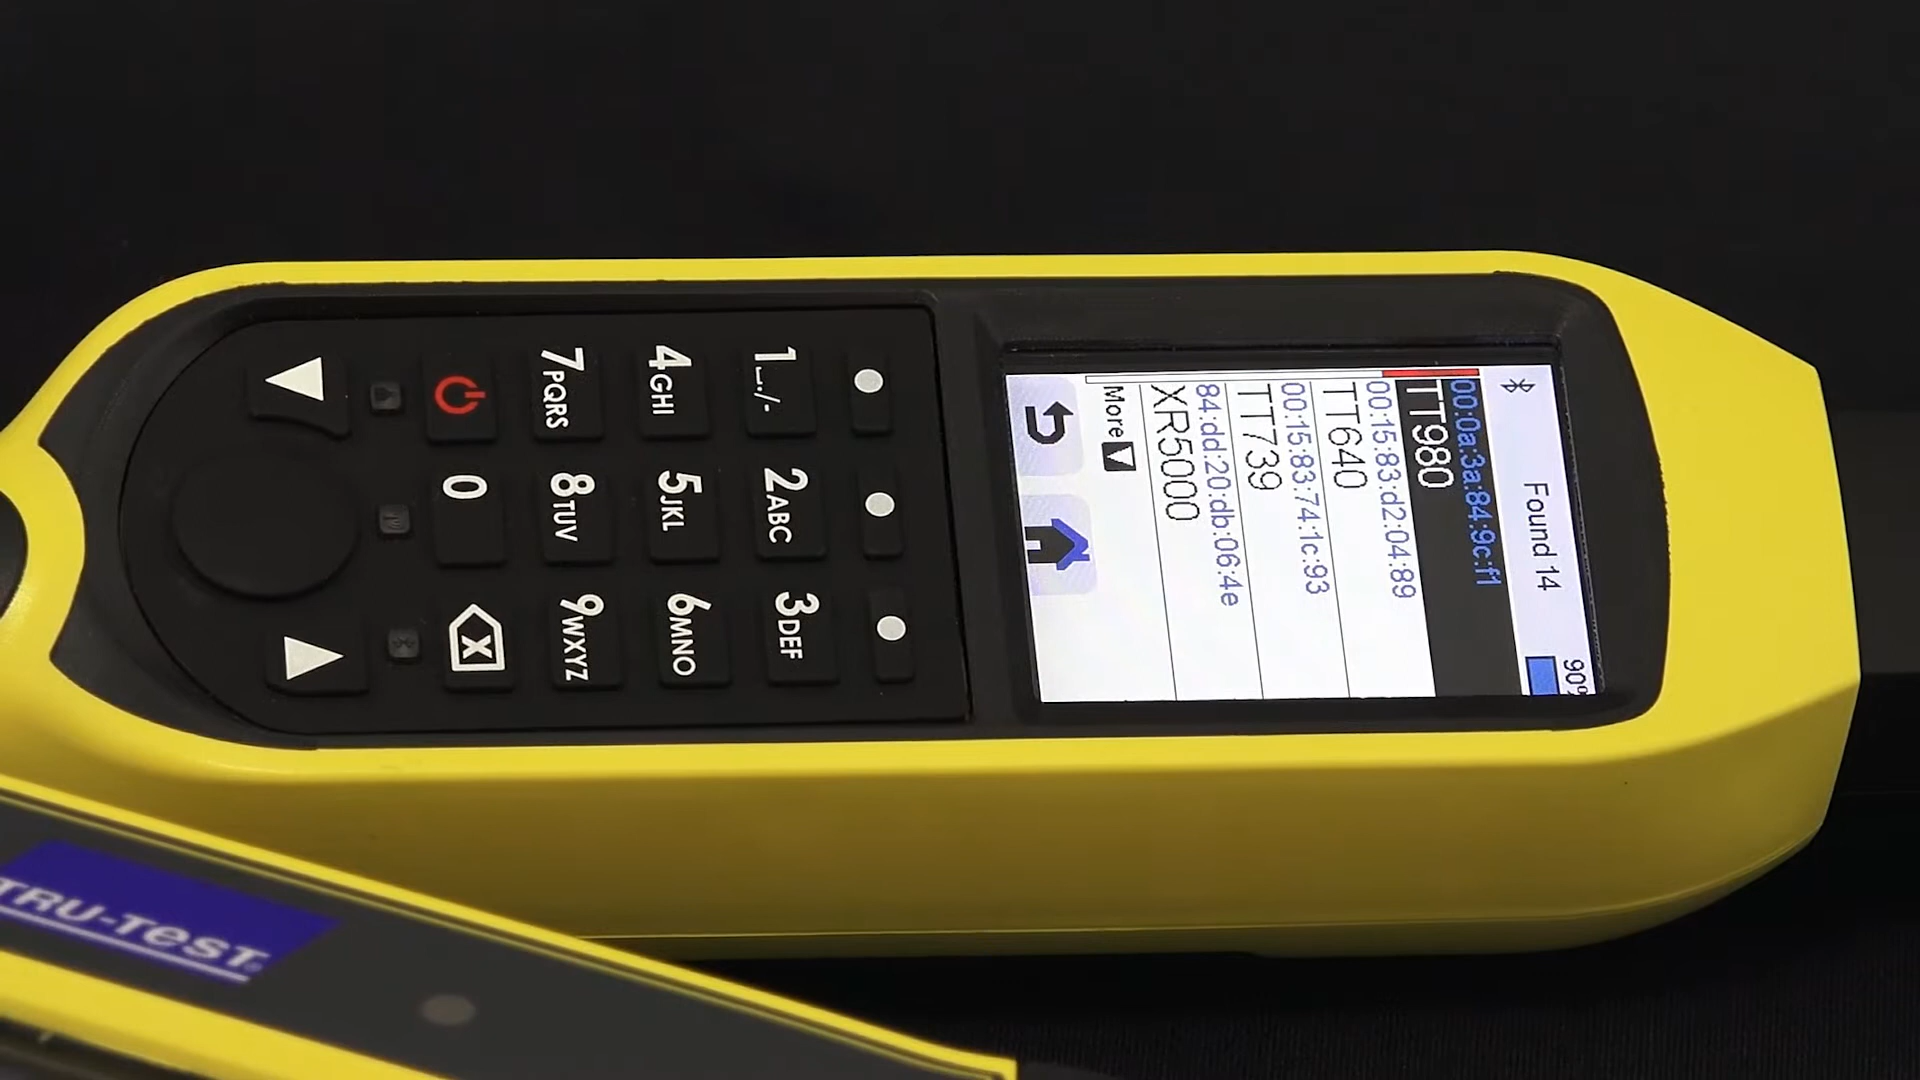 Found 14
90%
00:0a:3a:84:9c:f1
TT980
00:15:83:d2:04:89
TT640
00:15:83:74:1c:93
TT739
84:dd:20:db:06:4e
XR5000
More
1 _.,/-
2ABC
3DEF
4GHI
5JKL
6MNO
7PQRS
8TUV
9WXYZ
0
X
TRU-TEST